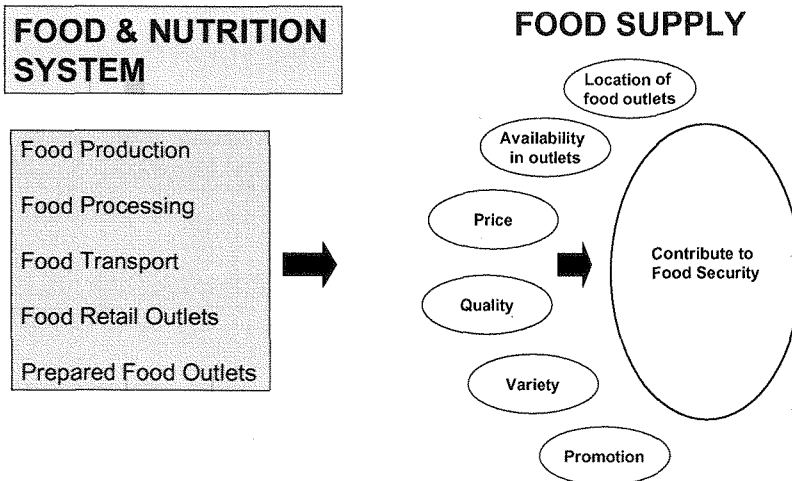 FOOD & NUTRITION
SYSTEM
Food Production
Food Processing
Food Transport
Food Retail Outlets
Prepared Food Outlets
FOOD SUPPLY
Location of
food outlets
Availability
in outlets
Price
Quality
Variety
Promotion
Contribute to
Food Security